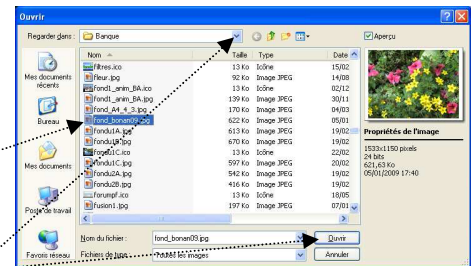 Ouvrir
Regarder dans : Banque
Aperçu
Nom Taille Type Date
filtres.ico 13 Ko Icône 15/02
fleur.jpg 92 Ko Image JPEG 14/08
fond1_anim_BA.ico 13 Ko Icône 02/12
fond1_anim_BA.jpg 139 Ko Image JPEG 30/11
fond_A4_4_3.jpg 170 Ko Image JPEG 04/03
fond_bonan09.jpg 622 Ko Image JPEG 05/01
fondu1A.jpg 613 Ko Image JPEG 19/02
fondu1B.jpg 670 Ko Image JPEG 19/02
fondu1C.ico 13 Ko Icône 22/02
fondu1C.jpg 597 Ko Image JPEG 20/02
fondu2A.jpg 542 Ko Image JPEG 19/02
fondu2B.jpg 416 Ko Image JPEG 19/02
forumpf.ico 13 Ko Icône 18/05
fusion1.jpg 197 Ko Image JPEG 07/01
Mes documents
récents
Bureau
Mes documents
Poste de travail
Favoris réseau
Propriétés de l'image
1533x1150 pixels
24 bits
621,63 Ko
05/01/2009 17:40
Nom du fichier : fond_bonan09.jpg Ouvrir
Fichiers de type : Toutes les images Annuler